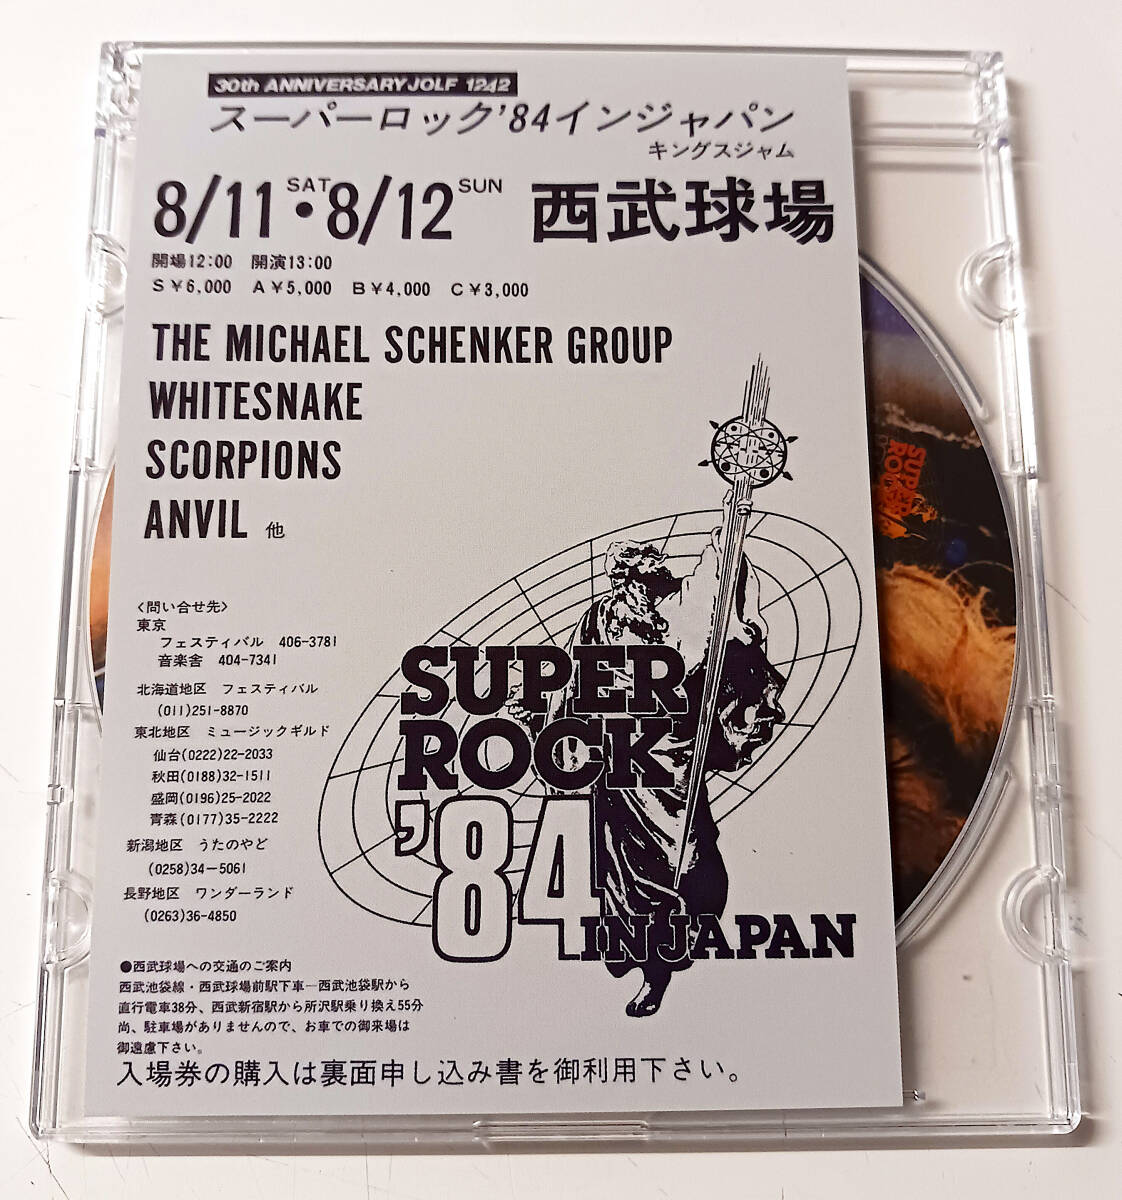 30th ANNIVERSARY JOLF 1242
スーパーロック'84インジャパン
キングスジャム
8/11 SAT・8/12 SUN 西武球場
開場12:00 開演13:00
S￥6,000 A￥5,000 B￥4,000 C￥3,000
THE MICHAEL SCHENKER GROUP
WHITESNAKE
SCORPIONS
ANVIL 他
〈問い合せ先〉
東京
フェスティバル 406-3781
音楽舎 404-7341
北海道地区 フェスティバル
(011)251-8870
東北地区 ミュージックギルド
仙台(0222)22-2033
秋田(0188)32-1511
盛岡(0196)25-2022
青森(0177)35-2222
新潟地区 うたのやど
(0258)34-5061
長野地区 ワンダーランド
(0263)36-4850
SUPER
ROCK
'84
IN JAPAN
●西武球場への交通のご案内
西武池袋線・西武球場前駅下車―西武池袋駅から
直行電車38分、西武新宿駅から所沢駅乗り換え55分
尚、駐車場がありませんので、お車での御来場は
御遠慮下さい。
入場券の購入は裏面申し込み書を御利用下さい。
SUPER
ROCK